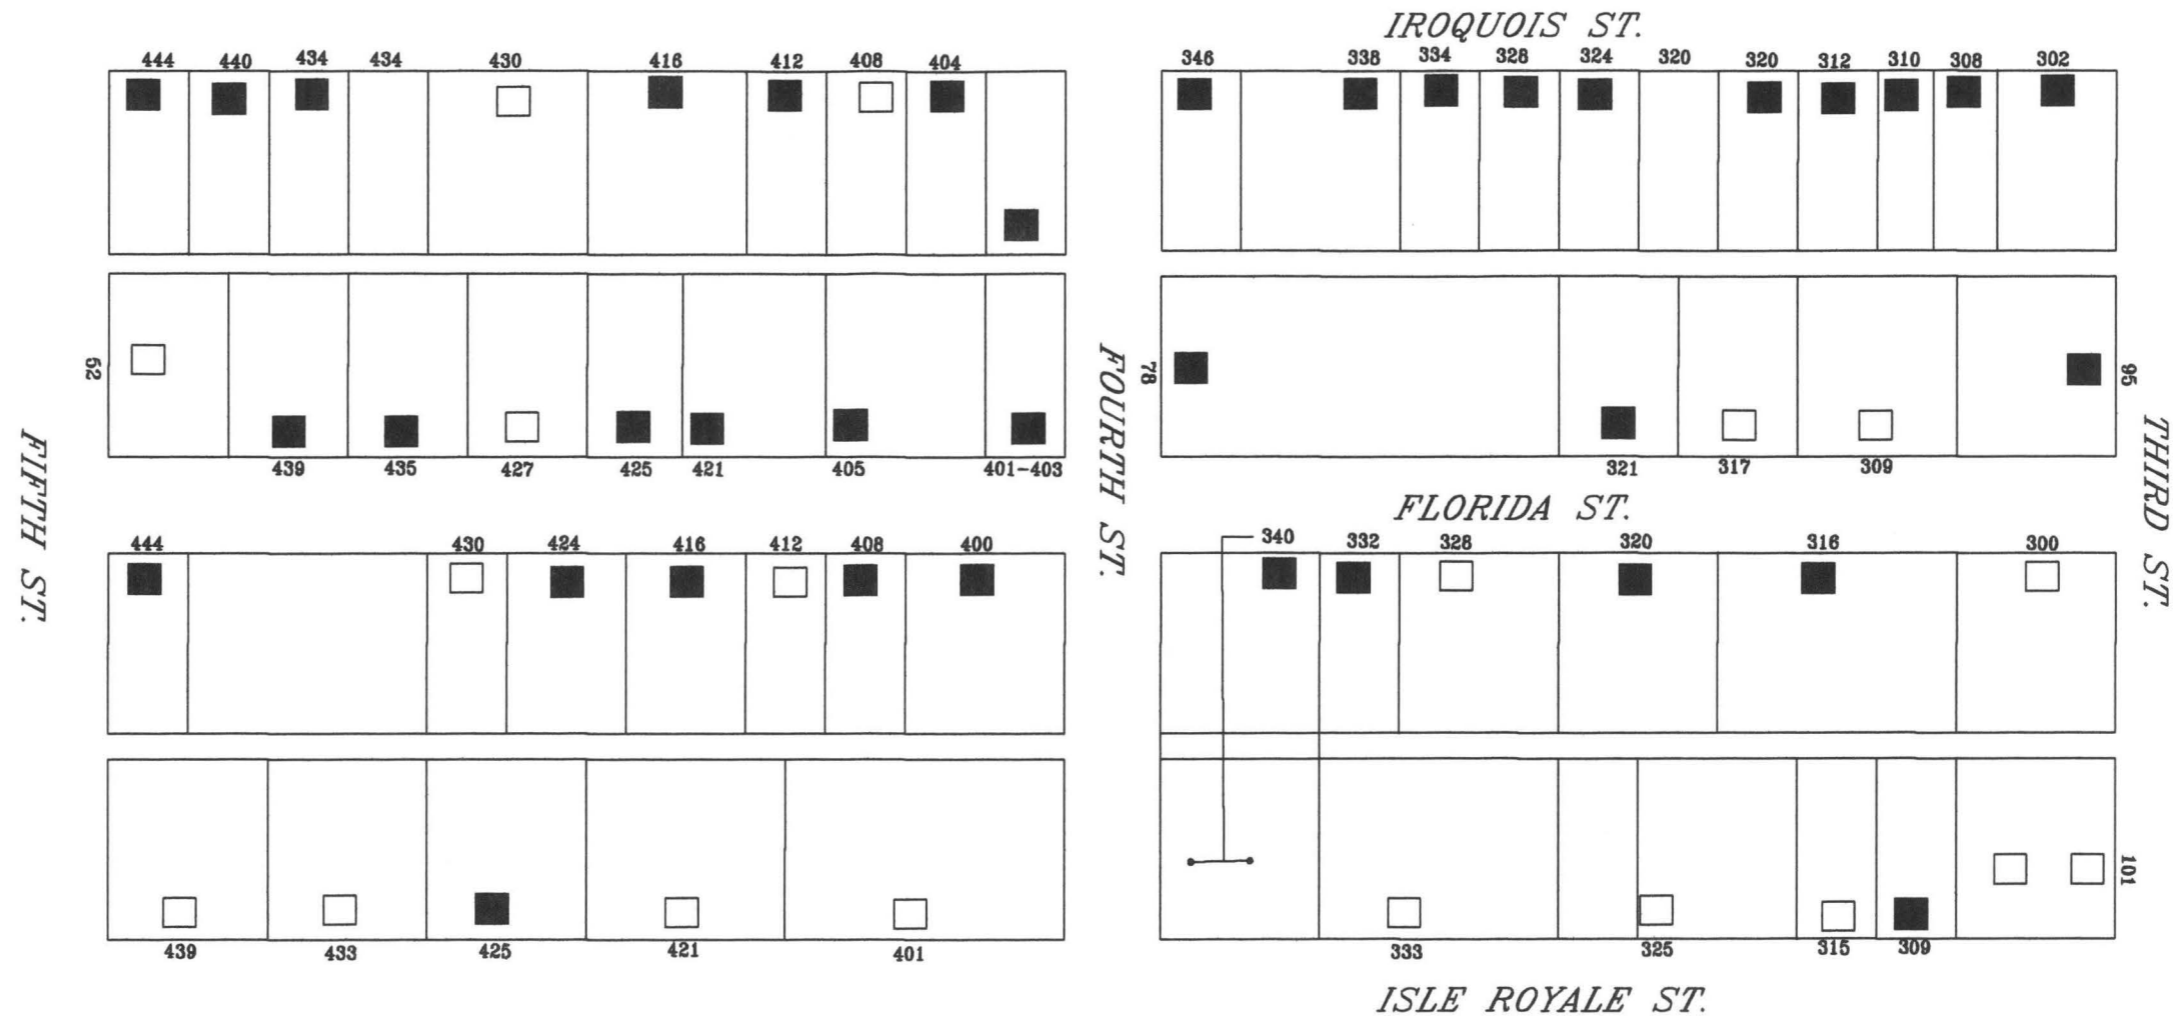 IROQUOIS ST.
444 440 434 434 430 416 412 408 404
346 338 334 328 324 320 320 312 310 308 302
52
78
95
439 435 427 425 421 405 401-403
321 317 309
FIFTH ST.
FOURTH ST.
THIRD ST.
FLORIDA ST.
444 430 424 416 412 408 400
340 332 328 320 316 300
101
439 433 425 421 401
333 325 315 309
ISLE ROYALE ST.